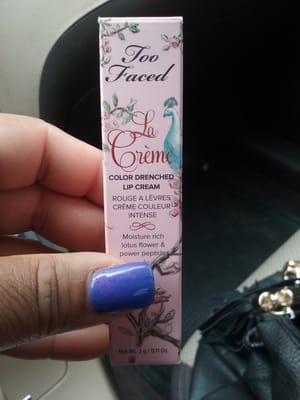 Too
Faced
La
Crème
COLOR DRENCHED
LIP CREAM
ROUGE A LÈVRES
CRÈME COULEUR
INTENSE
Moisture rich
lotus flower &
power peptides
Net Wt. 3 g / 0.11 Oz.